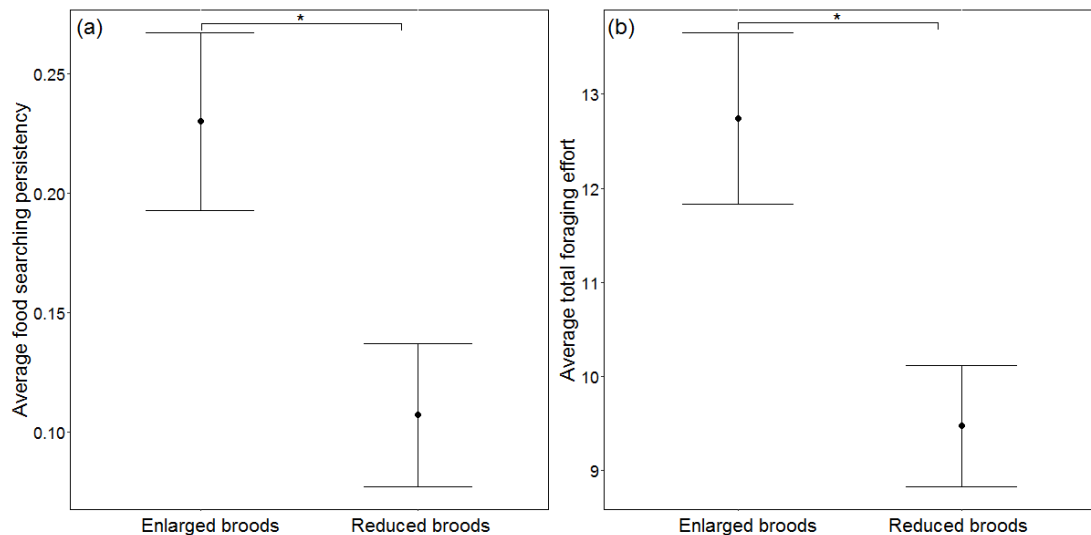 (a)
*
Average food searching persistency
0.25
0.20
0.15
0.10
Enlarged broods
Reduced broods
(b)
*
Average total foraging effort
13
12
11
10
9
Enlarged broods
Reduced broods